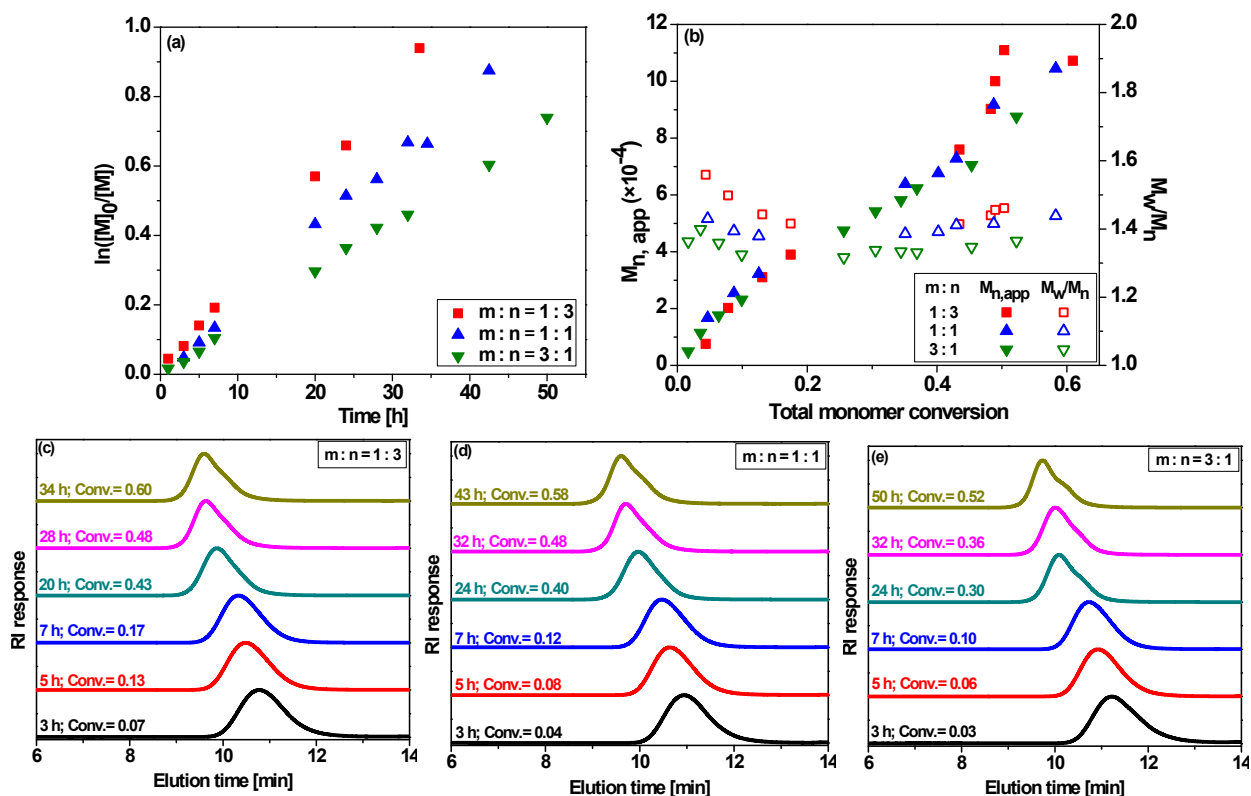 (a)
ln([M]0/[M])
1.0
0.8
0.6
0.4
0.2
0.0
0 10 20 30 40 50
Time [h]
m : n = 1 : 3
m : n = 1 : 1
m : n = 3 : 1
(b)
Mn, app (×10-4)
12
10
8
6
4
2
0
0.0 0.2 0.4 0.6
Total monomer conversion
2.0
1.8
1.6
1.4
1.2
1.0
Mw/Mn
m : n Mn,app Mw/Mn
1 : 3
1 : 1
3 : 1
(c)
m : n = 1 : 3
RI response
34 h; Conv.= 0.60
28 h; Conv.= 0.48
20 h; Conv.= 0.43
7 h; Conv.= 0.17
5 h; Conv.= 0.13
3 h; Conv.= 0.07
6 8 10 12 14
Elution time [min]
(d)
m : n = 1 : 1
RI response
43 h; Conv.= 0.58
32 h; Conv.= 0.48
24 h; Conv.= 0.40
7 h; Conv.= 0.12
5 h; Conv.= 0.08
3 h; Conv.= 0.04
6 8 10 12 14
Elution time [min]
(e)
m : n = 3 : 1
RI response
50 h; Conv.= 0.52
32 h; Conv.= 0.36
24 h; Conv.= 0.30
7 h; Conv.= 0.10
5 h; Conv.= 0.06
3 h; Conv.= 0.03
6 8 10 12 14
Elution time [min]